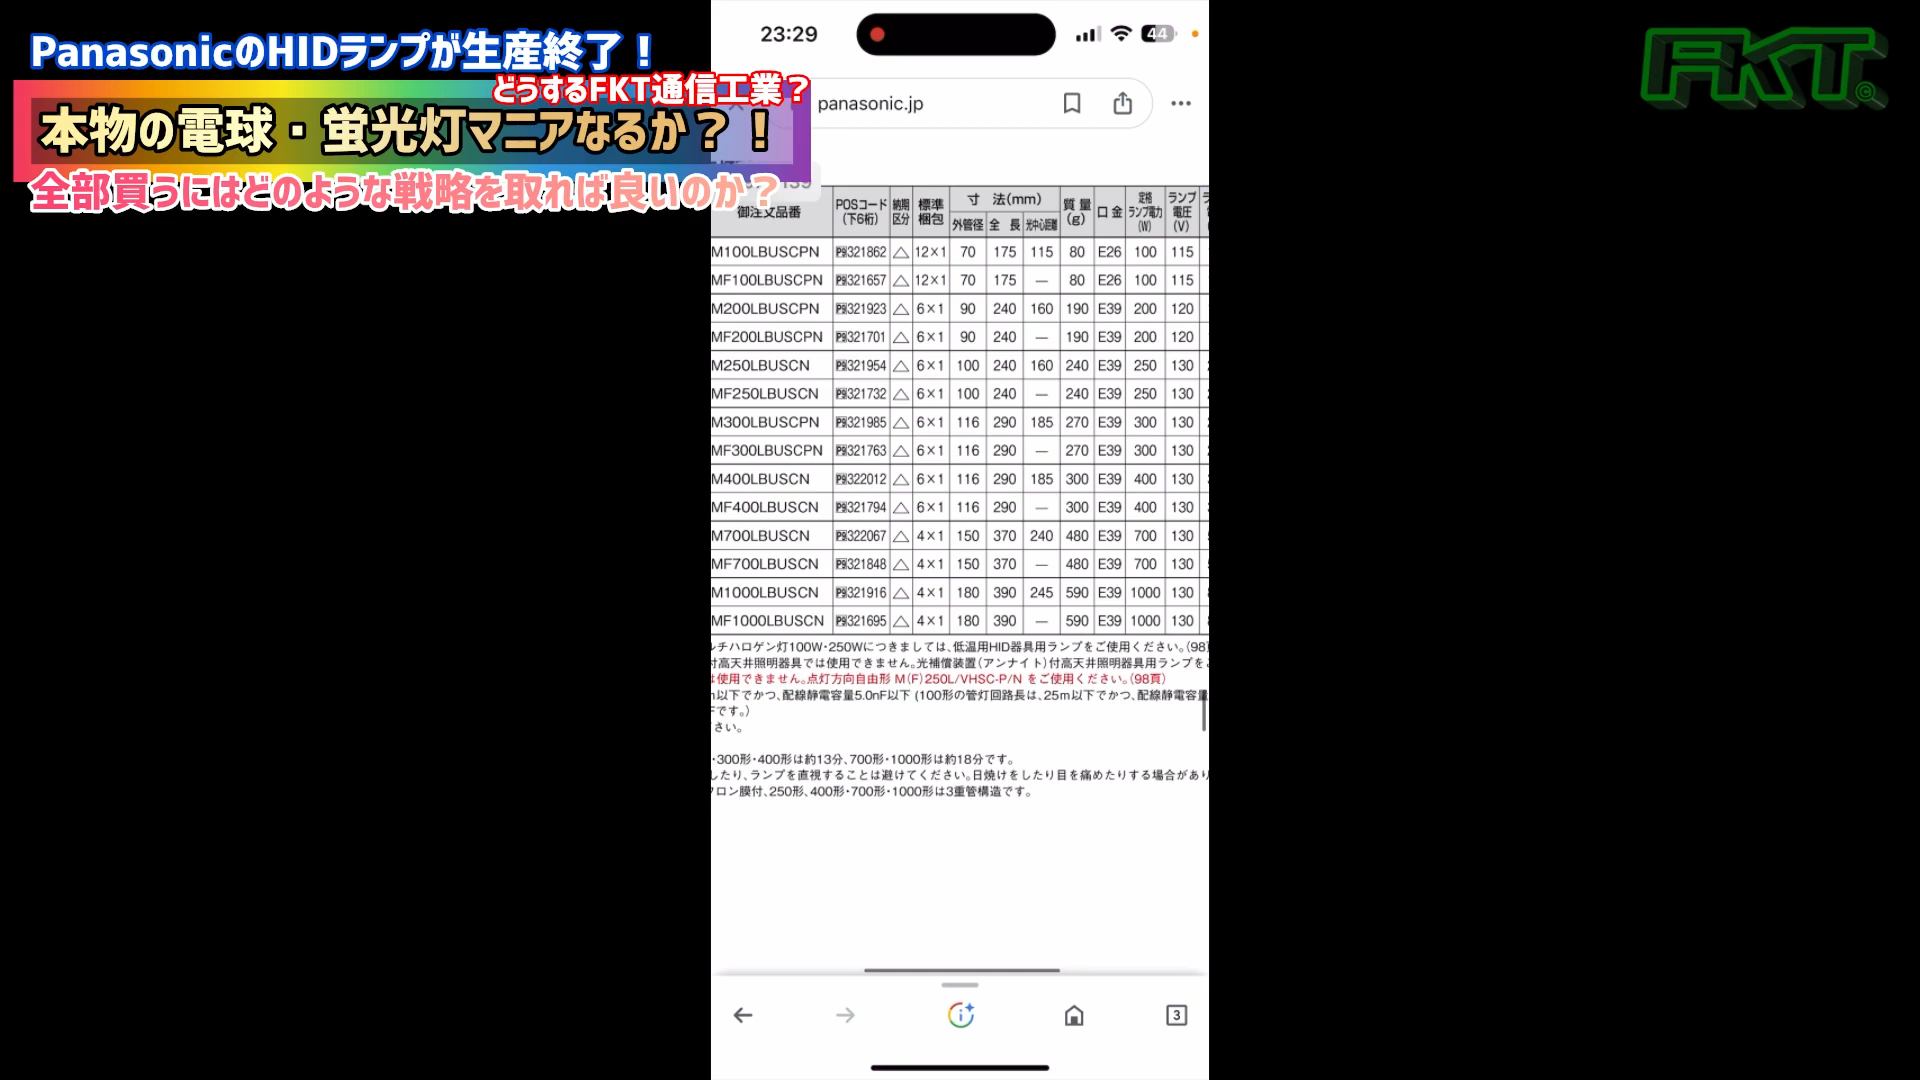 PanasonicのHIDランプが生産終了！
どうするFKT通信工業？
本物の電球・蛍光灯マニアなるか？！
全部買うにはどのような戦略を取れば良いのか？
FKT©
23:29
44
panasonic.jp
御注文品番 POSコード(下6桁) 納期区分 標準梱包 寸 法(mm) 外管径 全 長 光中心距離 質 量(g) 口 金 定格ランプ電力(W) ランプ電圧(V)
M100LBUSCPN 321862 △ 12×1 70 175 115 80 E26 100 115
MF100LBUSCPN 321657 △ 12×1 70 175 — 80 E26 100 115
M200LBUSCPN 321923 △ 6×1 90 240 160 190 E39 200 120
MF200LBUSCPN 321701 △ 6×1 90 240 — 190 E39 200 120
M250LBUSCN 321954 △ 6×1 100 240 160 240 E39 250 130
MF250LBUSCN 321732 △ 6×1 100 240 — 240 E39 250 130
M300LBUSCPN 321985 △ 6×1 116 290 185 270 E39 300 130
MF300LBUSCPN 321763 △ 6×1 116 290 — 270 E39 300 130
M400LBUSCN 322012 △ 6×1 116 290 185 300 E39 400 130
MF400LBUSCN 321794 △ 6×1 116 290 — 300 E39 400 130
M700LBUSCN 322067 △ 4×1 150 370 240 480 E39 700 130
MF700LBUSCN 321848 △ 4×1 150 370 — 480 E39 700 130
M1000LBUSCN 321916 △ 4×1 180 390 245 590 E39 1000 130
MF1000LBUSCN 321695 △ 4×1 180 390 — 590 E39 1000 130
ルチハロゲン灯100W・250Wにつきましては、低温用HID器具用ランプをご使用ください。(98
付高天井照明器具では使用できません。光補償装置(アンナイト)付高天井照明器具用ランプを
は使用できません。点灯方向自由形 M(F)250L/VHSC-P/N をご使用ください。(98頁)
以下でかつ、配線静電容量5.0nF以下 (100形の管灯回路長は、25m以下でかつ、配線静電容量
Fです。)
さい。
・300形・400形は約13分、700形・1000形は約18分です。
したり、ランプを直視することは避けてください。日焼けをしたり目を痛めたりする場合があり
フロン膜付、250形、400形・700形・1000形は3重管構造です。
3